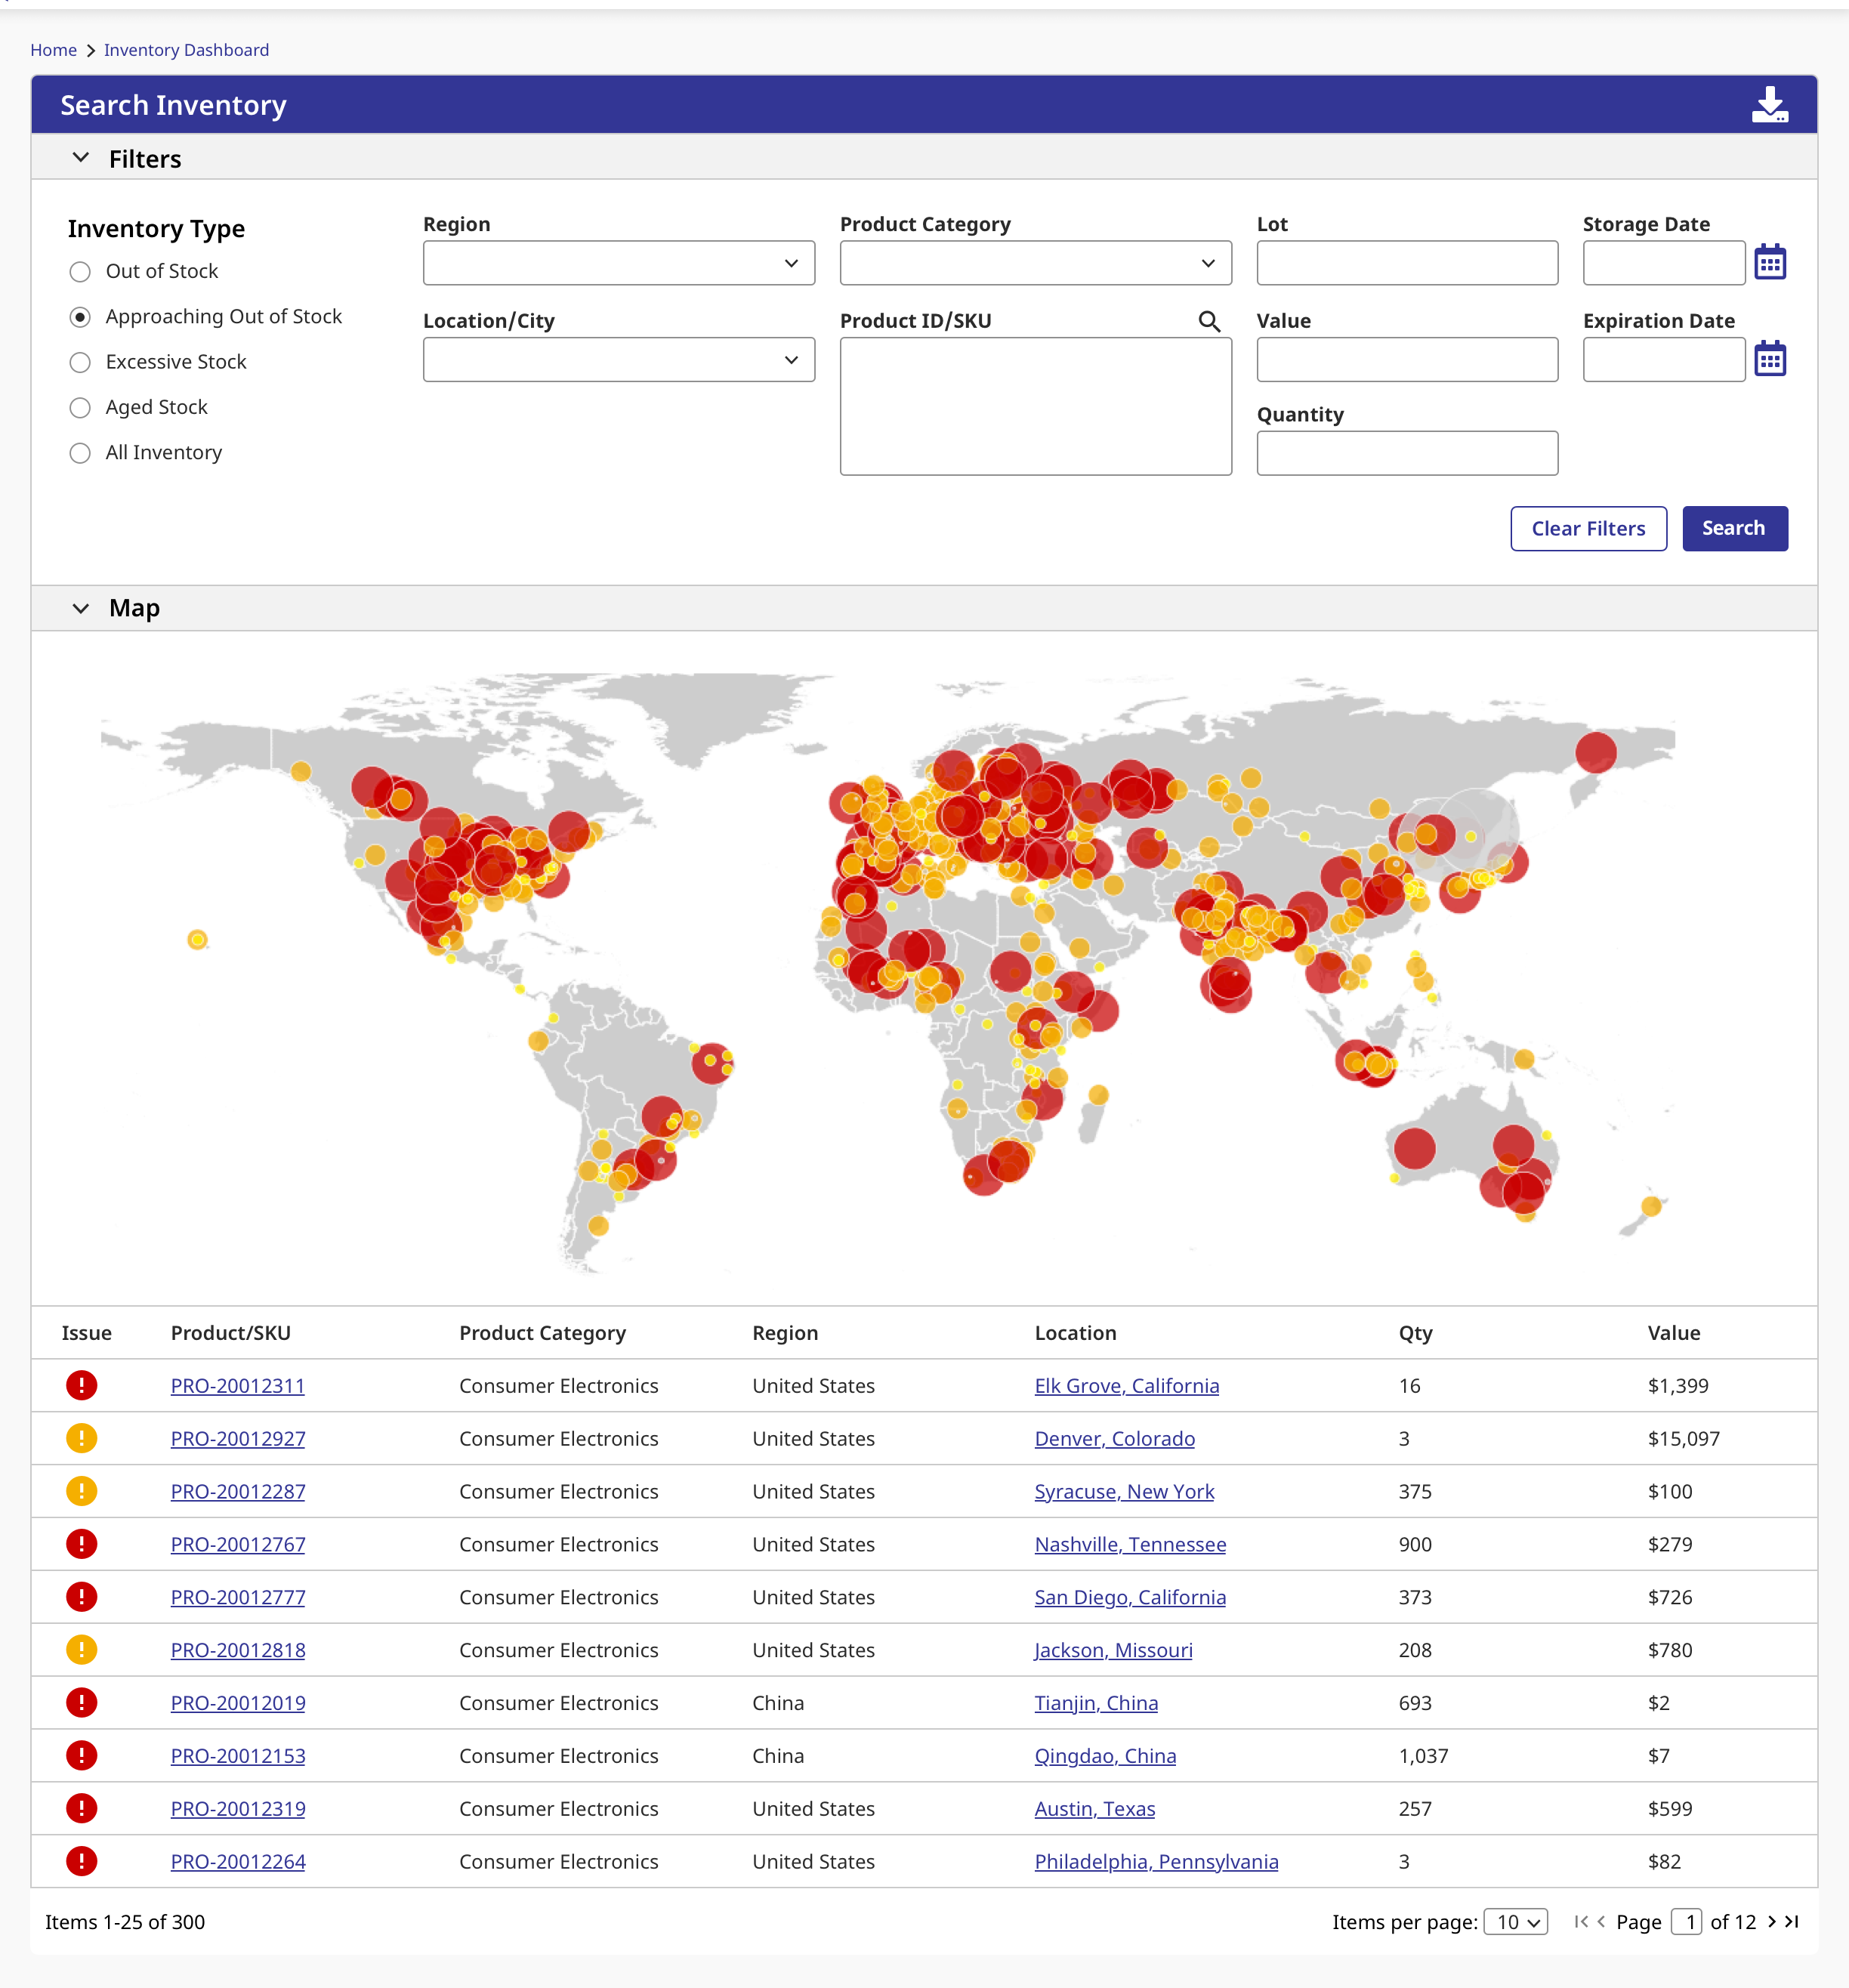 Home > Inventory Dashboard
Search Inventory
Filters
Inventory Type
Out of Stock
Approaching Out of Stock
Excessive Stock
Aged Stock
All Inventory
Region
Location/City
Product Category
Product ID/SKU
Lot
Value
Quantity
Storage Date
Expiration Date
Clear Filters
Search
Map
Issue Product/SKU Product Category Region Location Qty Value
! PRO-20012311 Consumer Electronics United States Elk Grove, California 16 $1,399
! PRO-20012927 Consumer Electronics United States Denver, Colorado 3 $15,097
! PRO-20012287 Consumer Electronics United States Syracuse, New York 375 $100
! PRO-20012767 Consumer Electronics United States Nashville, Tennessee 900 $279
! PRO-20012777 Consumer Electronics United States San Diego, California 373 $726
! PRO-20012818 Consumer Electronics United States Jackson, Missouri 208 $780
! PRO-20012019 Consumer Electronics China Tianjin, China 693 $2
! PRO-20012153 Consumer Electronics China Qingdao, China 1,037 $7
! PRO-20012319 Consumer Electronics United States Austin, Texas 257 $599
! PRO-20012264 Consumer Electronics United States Philadelphia, Pennsylvania 3 $82
Items 1-25 of 300 Items per page: 10 Page 1 of 12